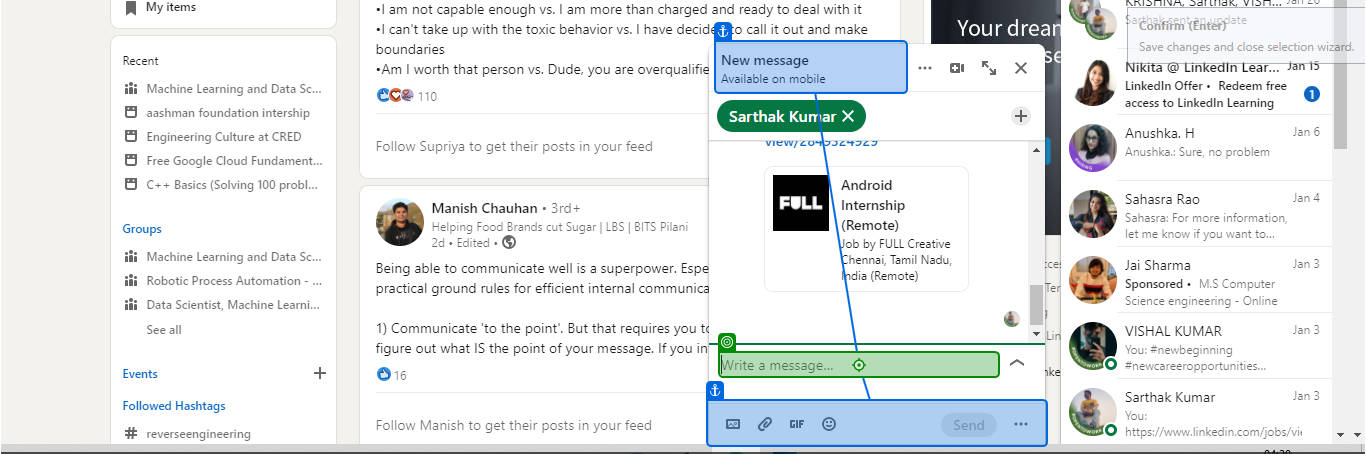 My items
Recent
Machine Learning and Data Sc...
aashman foundation intership
Engineering Culture at CRED
Free Google Cloud Fundament...
C++ Basics (Solving 100 probl...
Groups
Machine Learning and Data Sc...
Robotic Process Automation - ...
Data Scientist, Machine Learni...
See all
Events
Followed Hashtags
# reverseengineering
•I am not capable enough vs. I am more than charged and ready to deal with it
•I can't take up with the toxic behavior vs. I have decide to call it out and make
boundaries
•Am I worth that person vs. Dude, you are overqualifie
110
Follow Supriya to get their posts in your feed
Manish Chauhan • 3rd+
Helping Food Brands cut Sugar | LBS | BITS Pilani
2d • Edited •
Being able to communicate well is a superpower. Espe
practical ground rules for efficient internal communica
1) Communicate 'to the point'. But that requires you to
figure out what IS the point of your message. If you in
16
Follow Manish to get their posts in your feed
Your drean
New message
Available on mobile
Sarthak Kumar
view/2849324929
FULL
Android
Internship
(Remote)
Job by FULL Creative
Chennai, Tamil Nadu,
India (Remote)
Write a message...
GIF
Send
KRISHNA, Sarthak, VISH... Jan 20
Sarthak sent an update
Confirm (Enter)
Save changes and close selection wizard.
Nikita @ LinkedIn Lear... Jan 15
LinkedIn Offer • Redeem free
access to LinkedIn Learning
1
Anushka. H Jan 6
Anushka.: Sure, no problem
Sahasra Rao Jan 4
Sahasra: For more information,
let me know if you want to...
Jai Sharma Jan 3
Sponsored • M.S Computer
Science engineering - Online
VISHAL KUMAR Jan 3
You: #newbeginning
#newcareeropportunities...
Sarthak Kumar Jan 3
You:
https://www.linkedin.com/jobs/vie